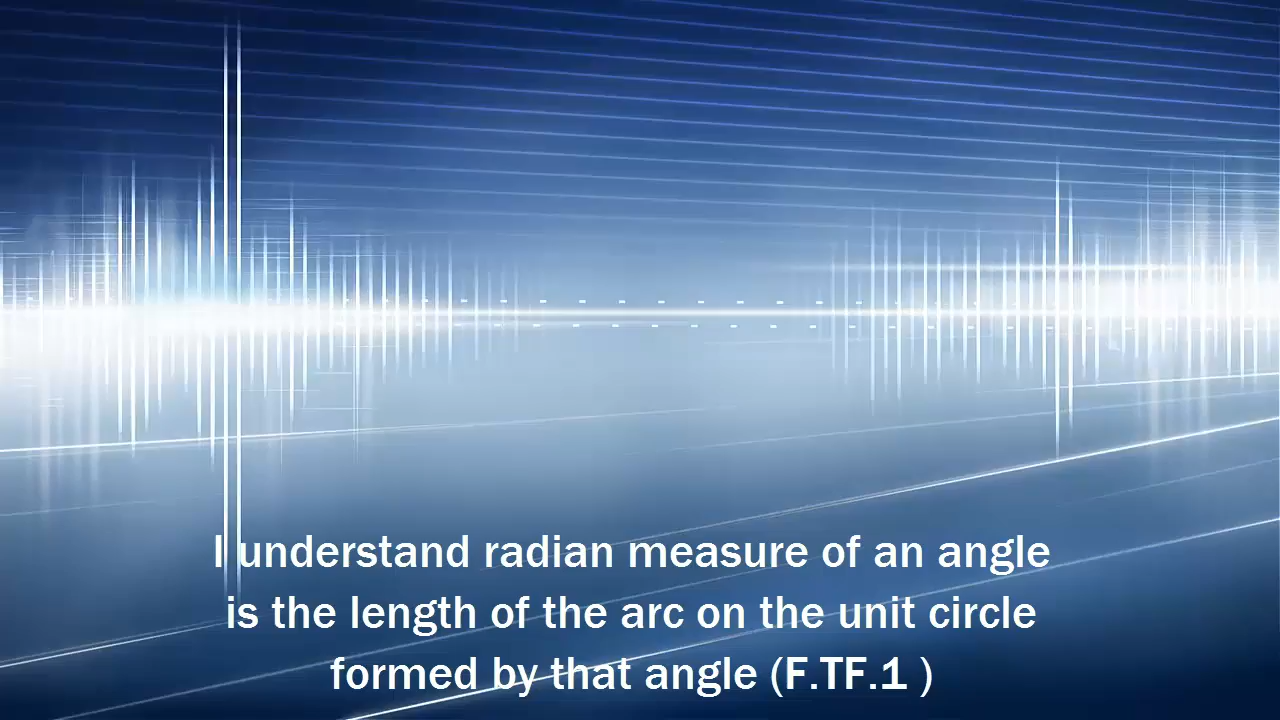 I understand radian measure of an angle
is the length of the arc on the unit circle
formed by that angle (F.TF.1 )